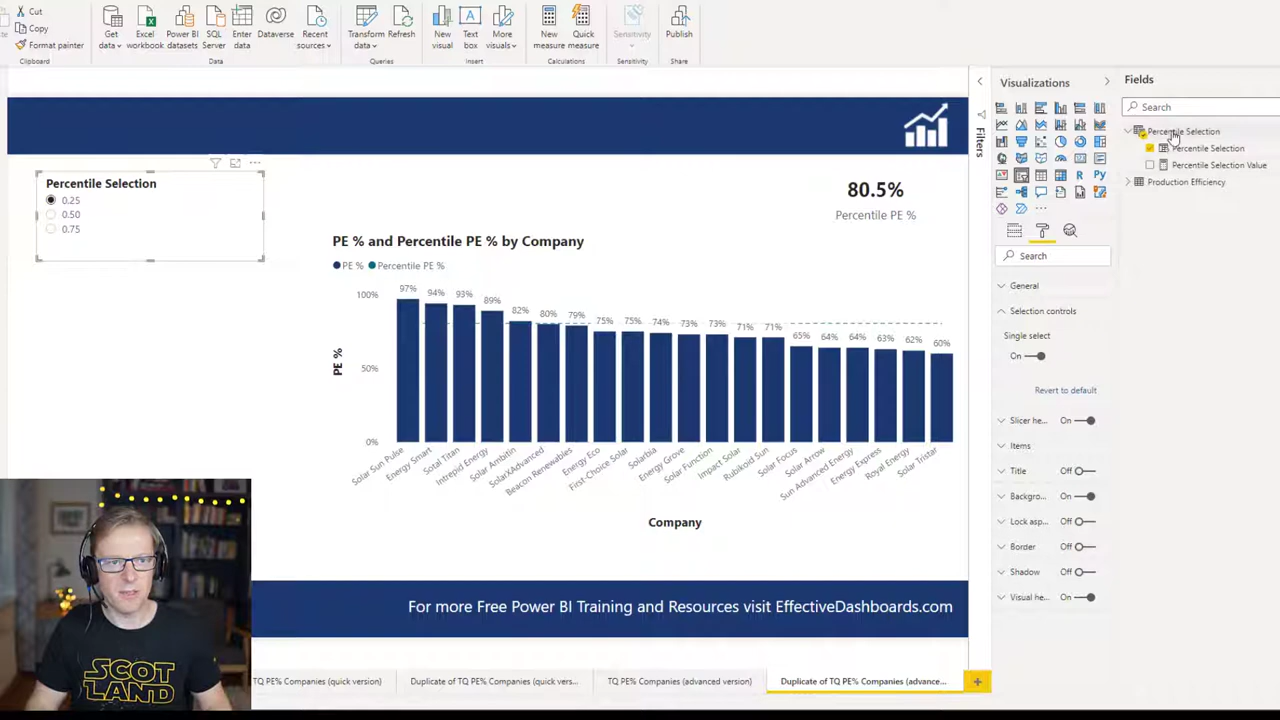 Cut
Copy
Format painter
Clipboard
Get data
Excel workbook
Power BI datasets
SQL Server
Enter data
Dataverse
Recent sources
Data
Transform data
Refresh
Queries
New visual
Text box
More visuals
Insert
New measure
Quick measure
Calculations
Sensitivity
Sensitivity
Publish
Share
Percentile Selection
0.25
0.50
0.75
80.5%
Percentile PE %
PE % and Percentile PE % by Company
PE % Percentile PE %
100%
50%
0%
PE %
97% 94% 93% 89% 82% 80% 79% 75% 75% 74% 73% 73% 71% 71% 65% 64% 64% 63% 62% 60%
Solar Sun Pulse
Energy Smart
Sotal Titan
Intrepid Energy
Solar Ambitin
SolarXAdvanced
Beacon Renewables
Energy Eco
First-Choice Solar
Solarbia
Energy Grove
Solar Function
Impact Solar
Rubikoid Sun
Solar Focus
Solar Arrow
Sun Advanced Energy
Energy Express
Royal Energy
Solar Tristar
Company
For more Free Power BI Training and Resources visit EffectiveDashboards.com
SCOT
LAND
TQ PE% Companies (quick version)
Duplicate of TQ PE% Companies (quick vers...
TQ PE% Companies (advanced version)
Duplicate of TQ PE% Companies (advance...
Filters
Visualizations
R
Py
Search
General
Selection controls
Single select
On
Revert to default
Slicer he... On
Items
Title Off
Backgro... On
Lock asp... Off
Border Off
Shadow Off
Visual he... On
Fields
Search
Percentile Selection
Percentile Selection
Percentile Selection Value
Production Efficiency